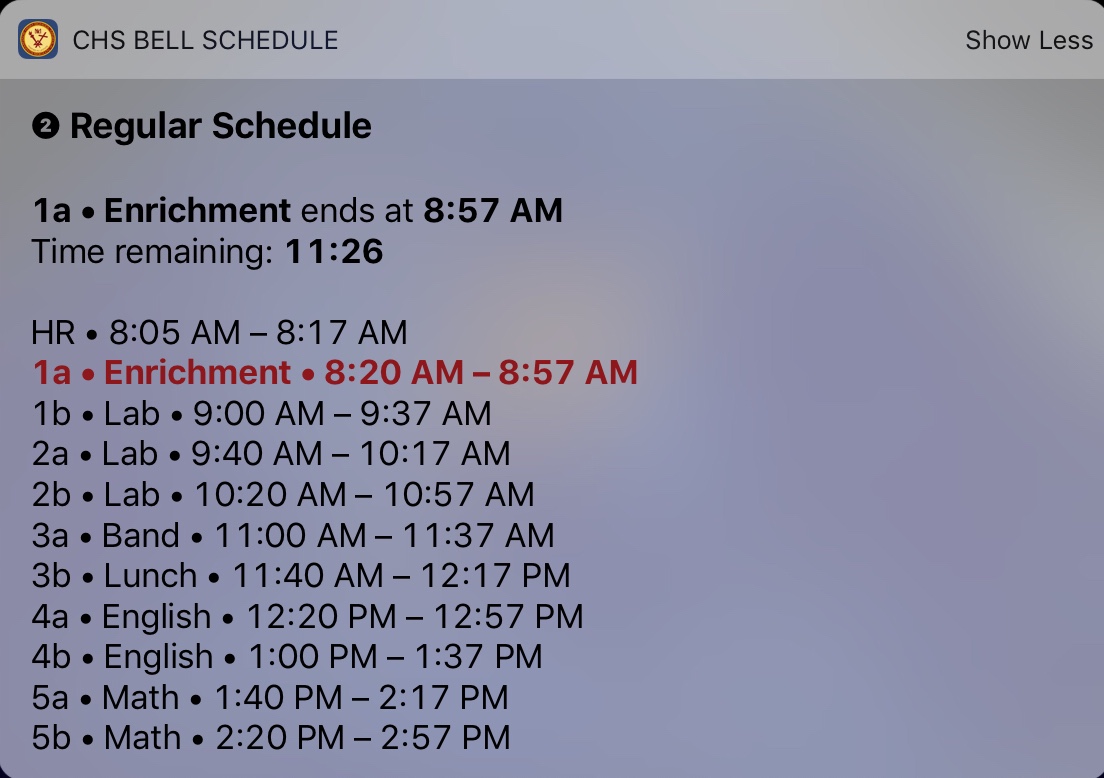 CHS BELL SCHEDULE
Show Less
❷ Regular Schedule
1a • Enrichment ends at 8:57 AM
Time remaining: 11:26
HR • 8:05 AM – 8:17 AM
1a • Enrichment • 8:20 AM – 8:57 AM
1b • Lab • 9:00 AM – 9:37 AM
2a • Lab • 9:40 AM – 10:17 AM
2b • Lab • 10:20 AM – 10:57 AM
3a • Band • 11:00 AM – 11:37 AM
3b • Lunch • 11:40 AM – 12:17 PM
4a • English • 12:20 PM – 12:57 PM
4b • English • 1:00 PM – 1:37 PM
5a • Math • 1:40 PM – 2:17 PM
5b • Math • 2:20 PM – 2:57 PM